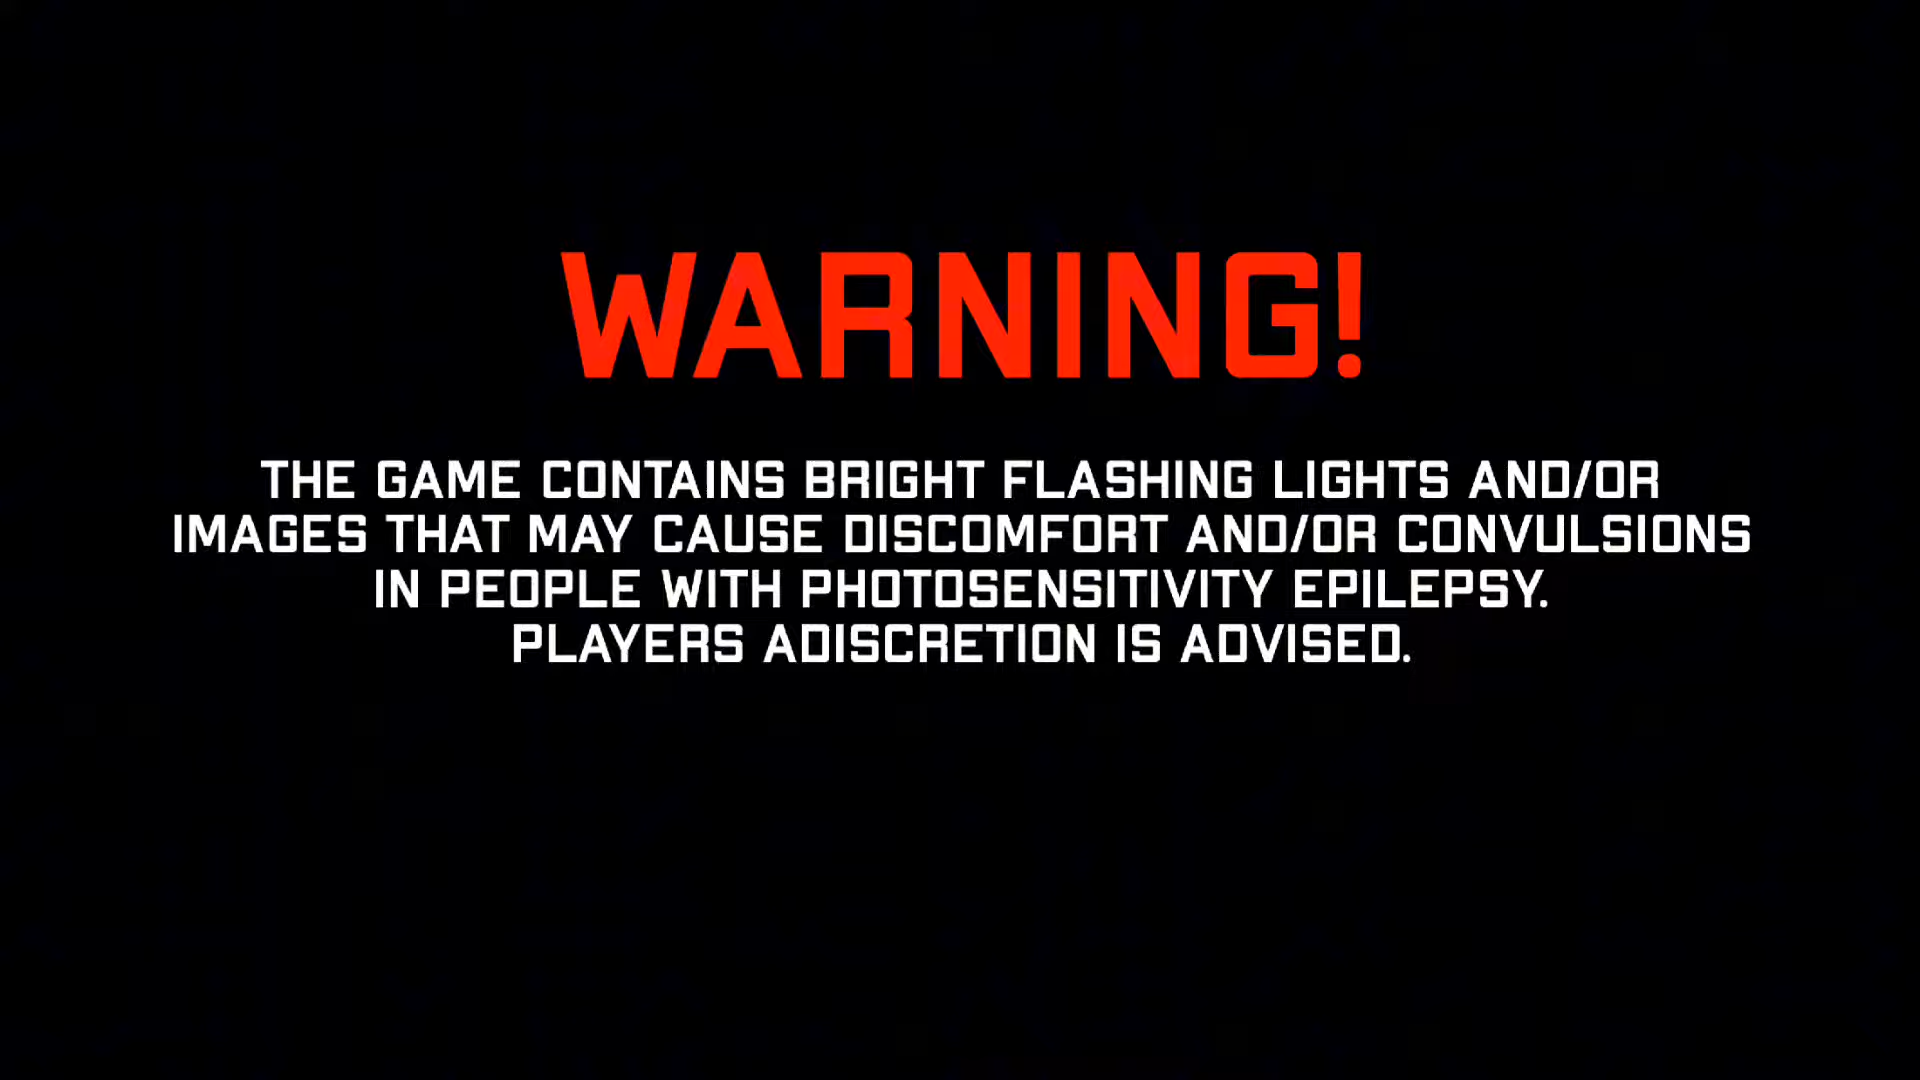 WARNING!
THE GAME CONTAINS BRIGHT FLASHING LIGHTS AND/OR
IMAGES THAT MAY CAUSE DISCOMFORT AND/OR CONVULSIONS
IN PEOPLE WITH PHOTOSENSITIVITY EPILEPSY.
PLAYERS ADISCRETION IS ADVISED.